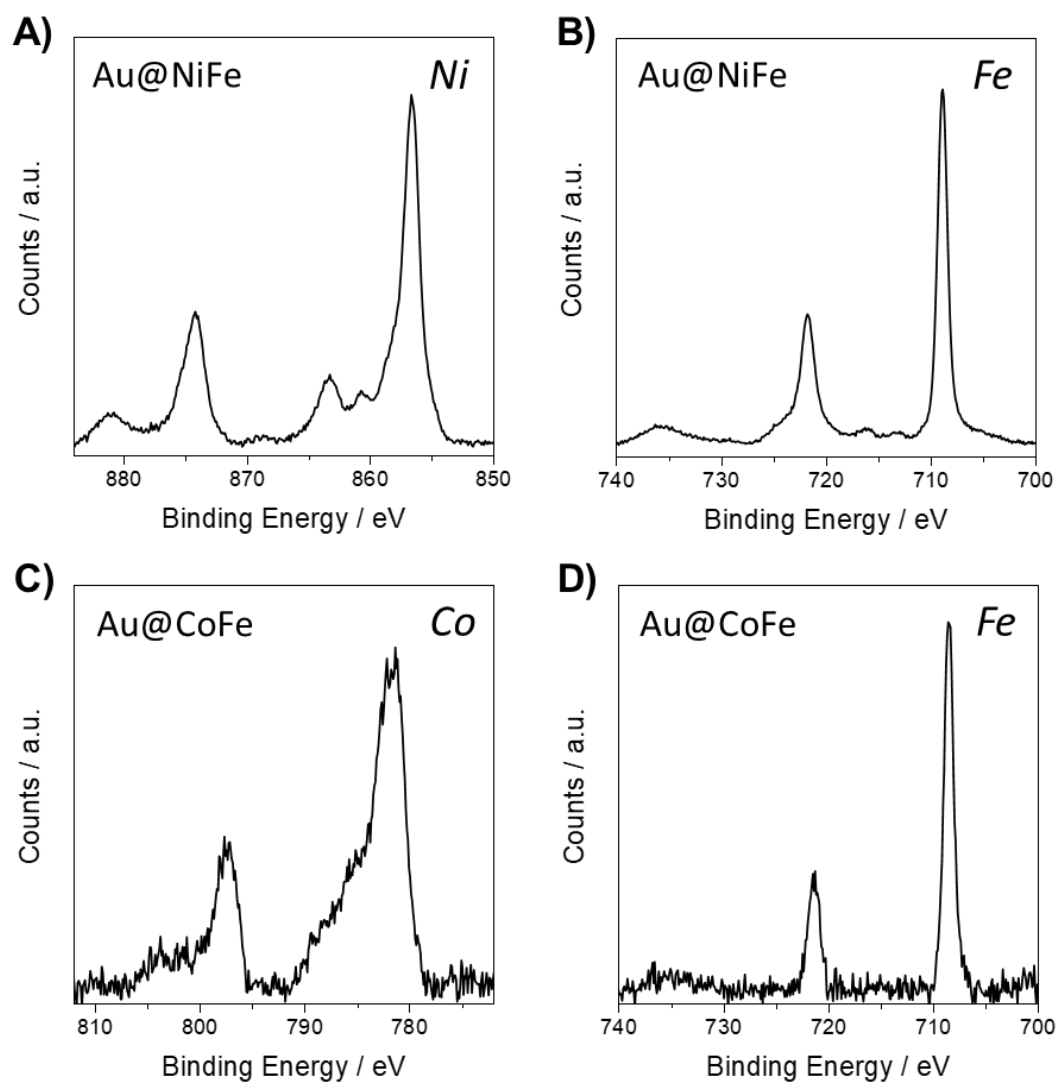 A)
Au@NiFe
Ni
Counts / a.u.
880
870
860
850
Binding Energy / eV
B)
Au@NiFe
Fe
Counts / a.u.
740
730
720
710
700
Binding Energy / eV
C)
Au@CoFe
Co
Counts / a.u.
810
800
790
780
Binding Energy / eV
D)
Au@CoFe
Fe
Counts / a.u.
740
730
720
710
700
Binding Energy / eV